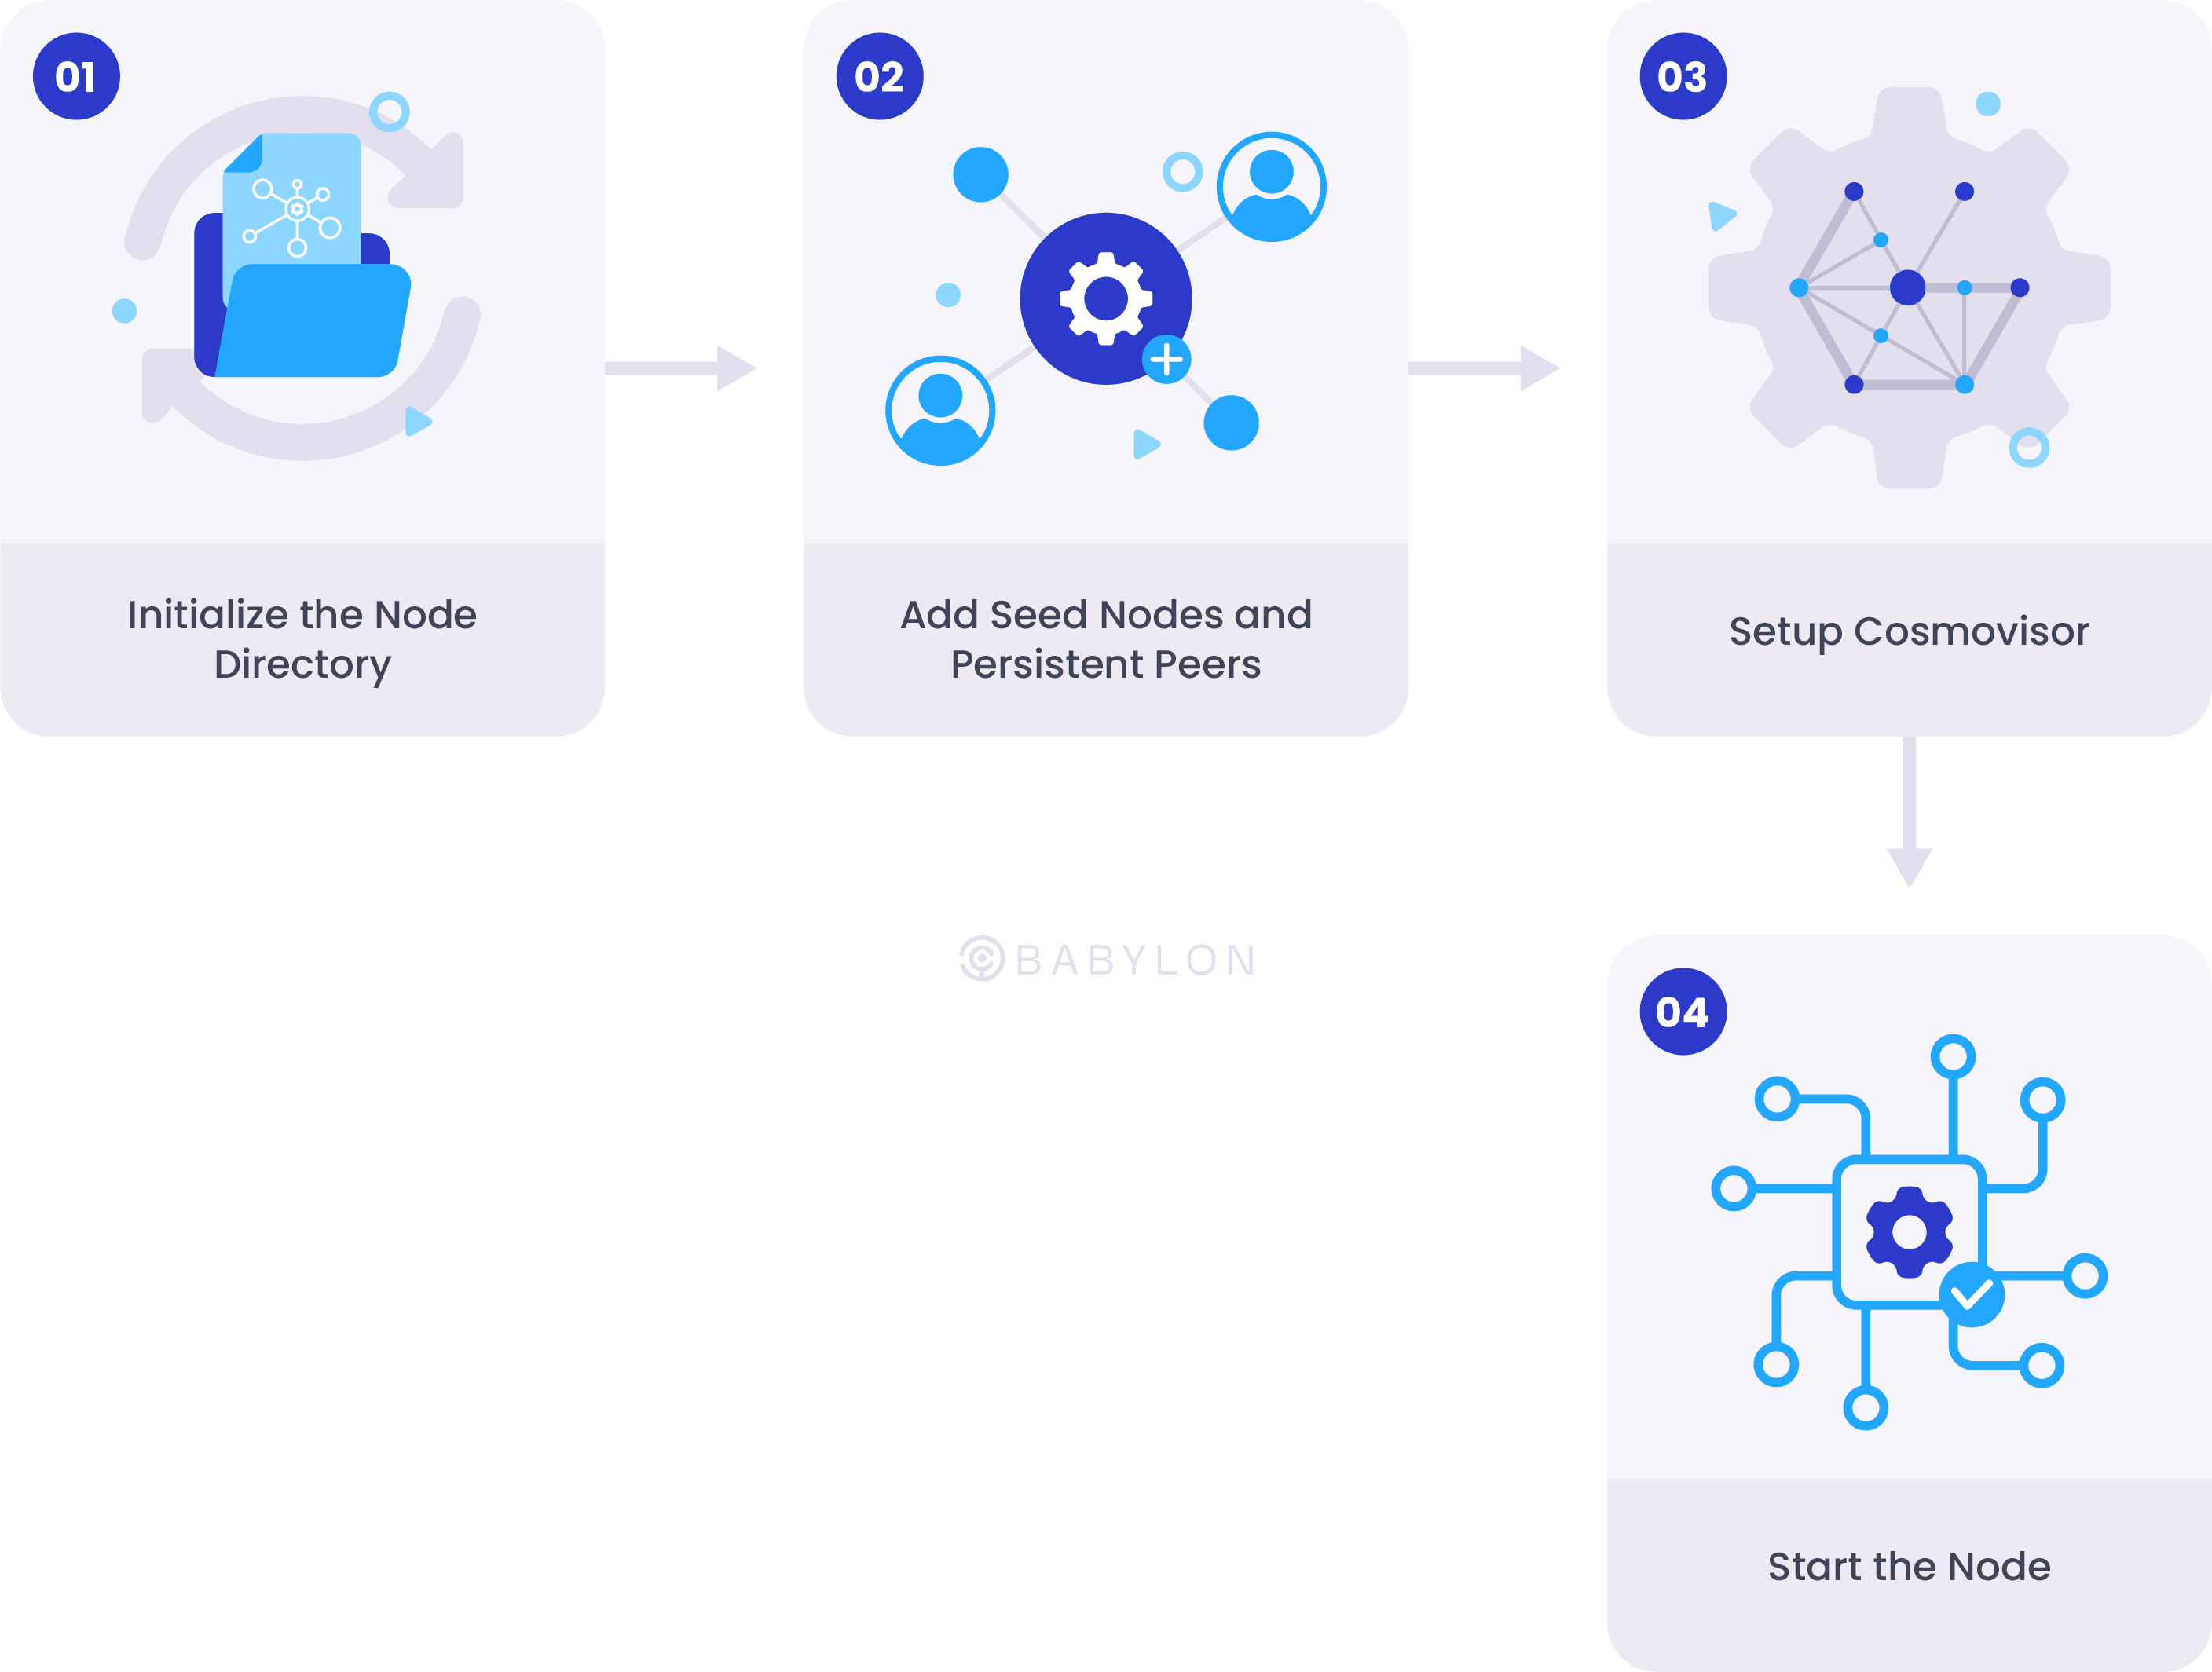 01
Initialize the Node
Directory
02
Add Seed Nodes and
Persistent Peers
03
Setup Cosmovisor
BABYLON
04
Start the Node